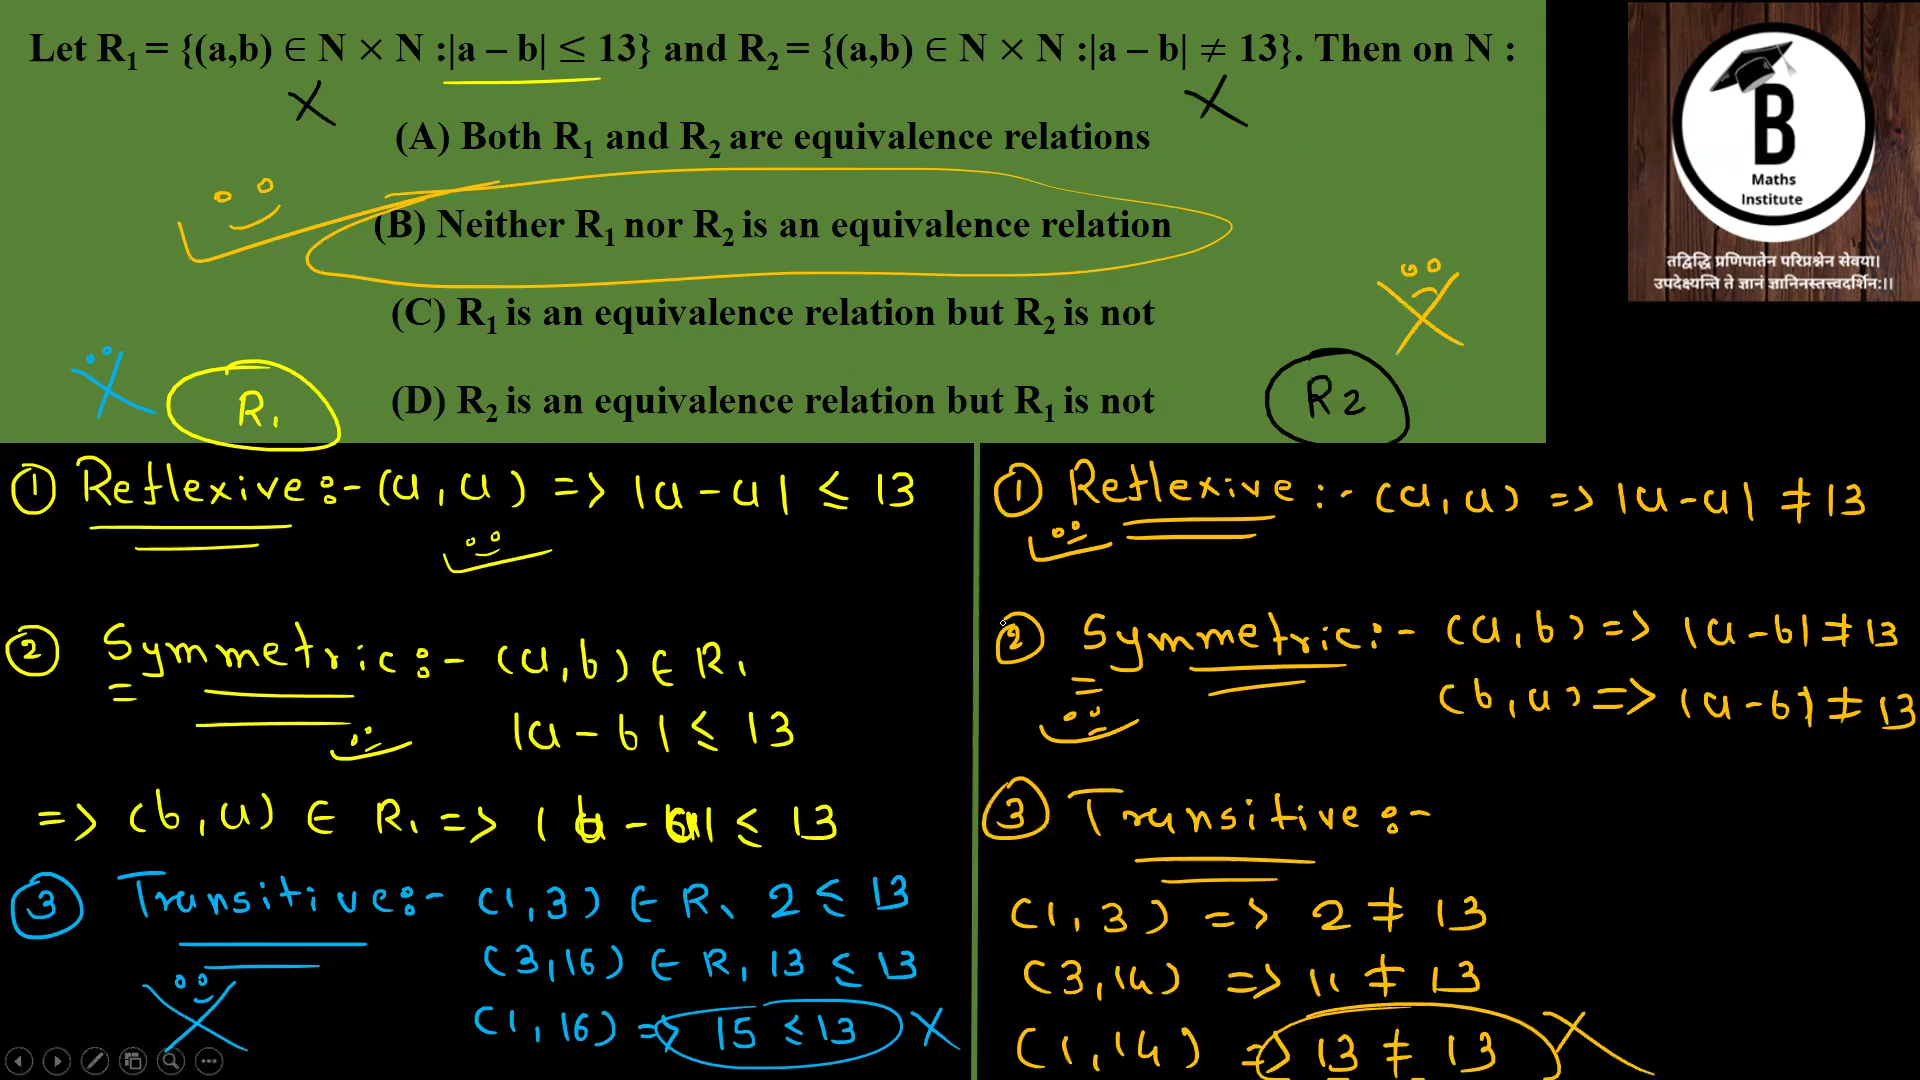 Let R₁ = {(a,b) ∈ N × N :|a – b| ≤ 13} and R₂ = {(a,b) ∈ N × N :|a – b| ≠ 13}. Then on N :
(A) Both R₁ and R₂ are equivalence relations
(B) Neither R₁ nor R₂ is an equivalence relation
(C) R₁ is an equivalence relation but R₂ is not
(D) R₂ is an equivalence relation but R₁ is not
B
Maths
Institute
तद्विद्धि प्रणिपातेन परिप्रश्नेन सेवया।
उपदेक्ष्यन्ति ते ज्ञानं ज्ञानिनस्तत्त्वदर्शिन:।।
R₁
R2
① Reflexive :- (a, a) => |a - a| ≤ 13
② Symmetric :- (a, b) ∈ R₁
|a - b| ≤ 13
=> (b, a) ∈ R₁ => | b - a| ≤ 13
③ Transitive :- (1, 3) ∈ R₁ 2 ≤ 13
(3, 16) ∈ R₁ 13 ≤ 13
(1, 16) => 15 ≤ 13
① Reflexive :- (a, a) => |a - a| ≠ 13
② Symmetric :- (a, b) => |a - b| ≠ 13
(b, a) => |a - b| ≠ 13
③ Transitive :-
(1, 3) => 2 ≠ 13
(3, 14) => 11 ≠ 13
(1, 14) => 13 ≠ 13